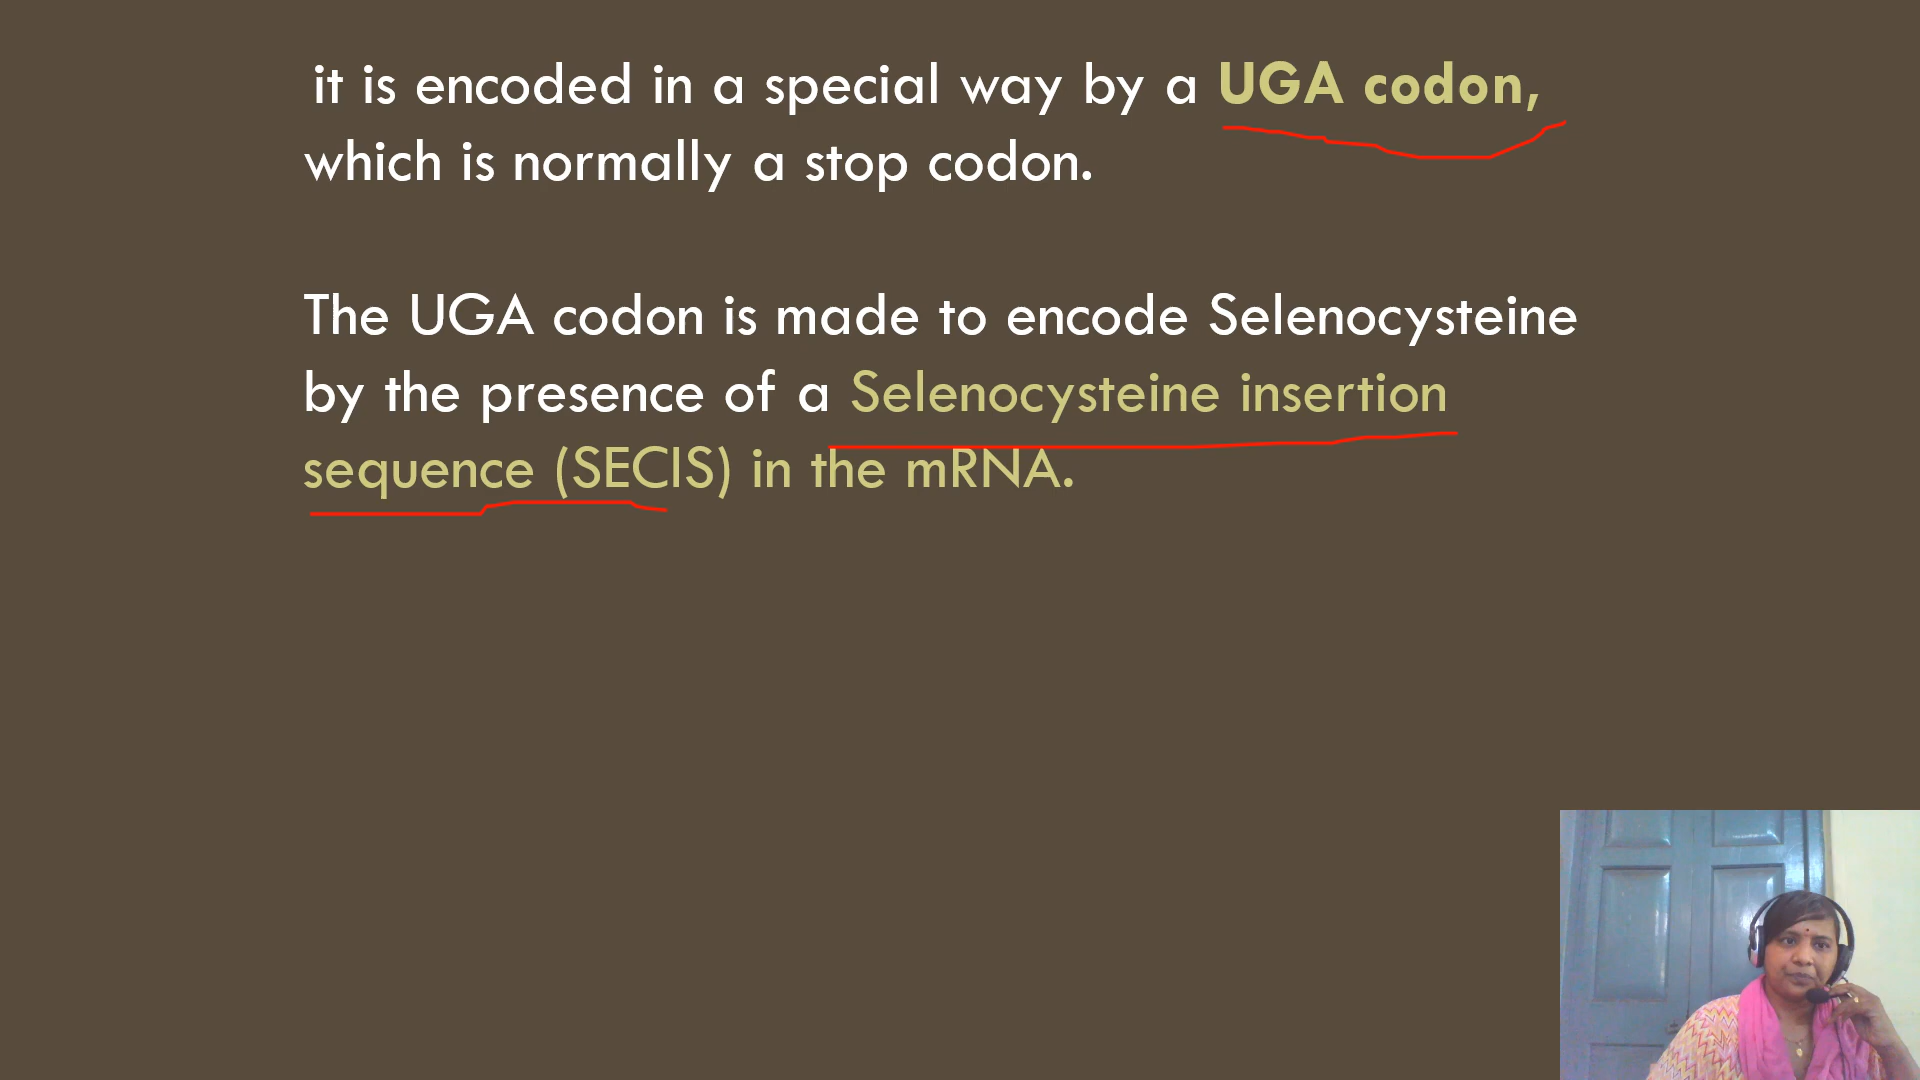 it is encoded in a special way by a UGA codon,
which is normally a stop codon.
The UGA codon is made to encode Selenocysteine
by the presence of a Selenocysteine insertion
sequence (SECIS) in the mRNA.